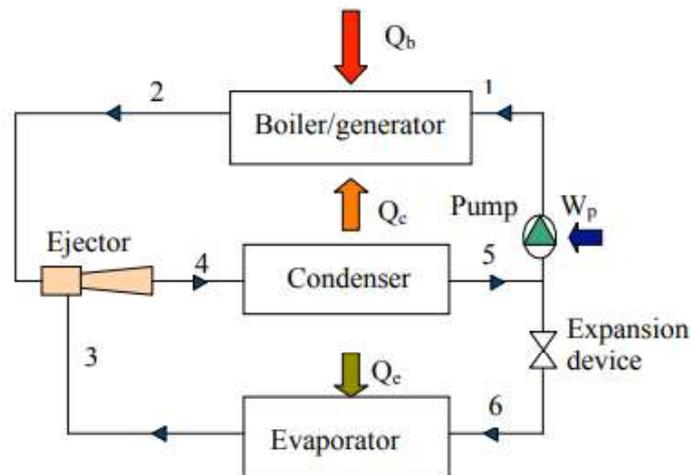 Qb
2
1
Boiler/generator
Pump
Wp
Qc
Ejector
4
5
Condenser
3
Expansion
device
Qe
6
Evaporator